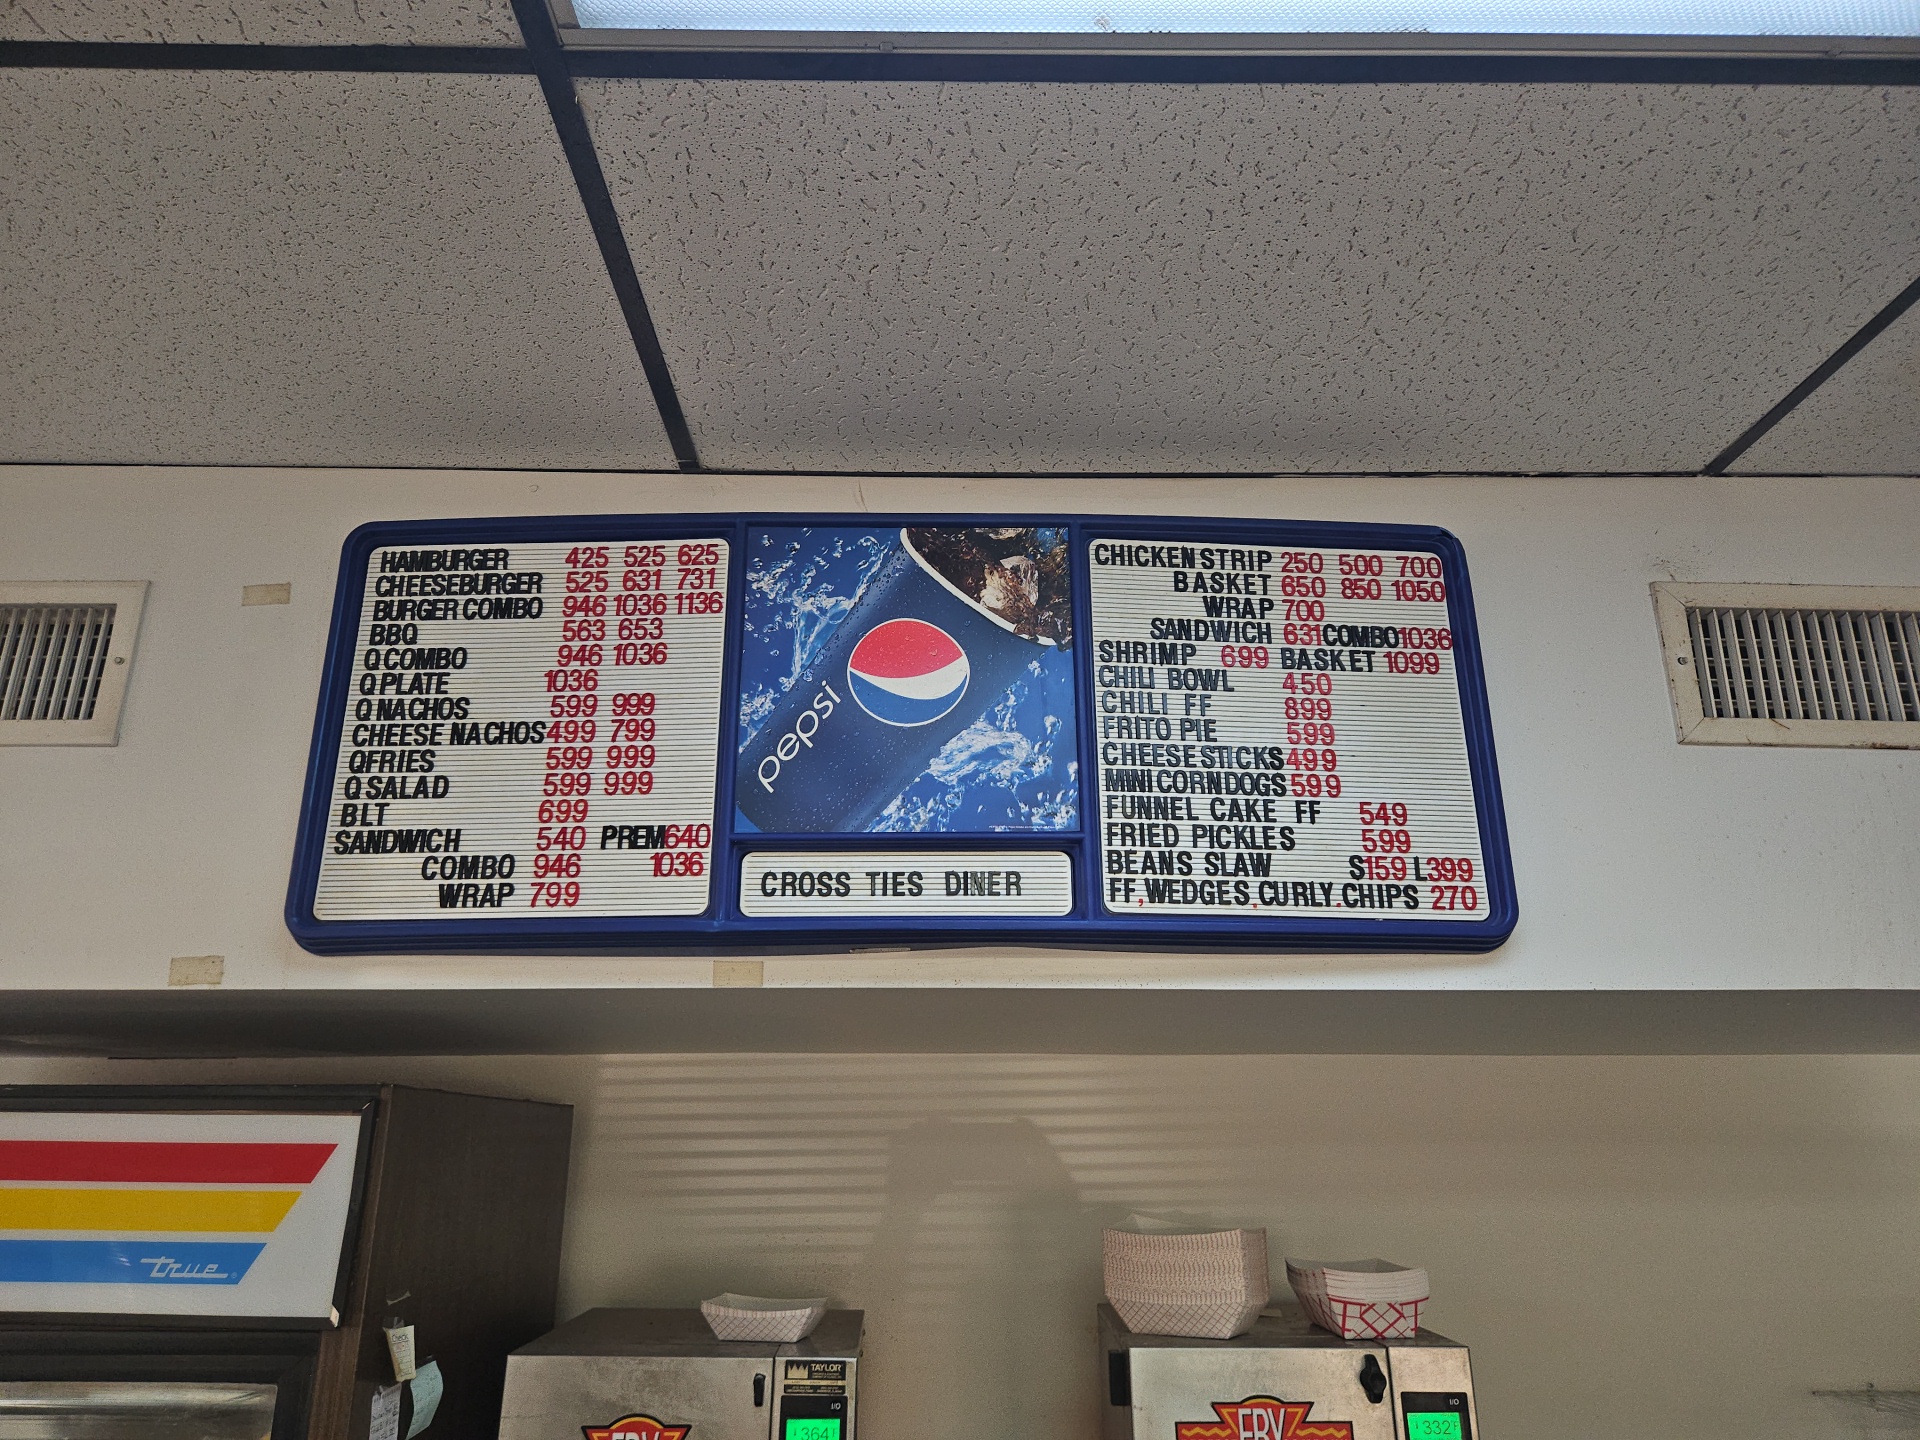 HAMBURGER 425 525 625
CHEESEBURGER 525 631 731
BURGER COMBO 946 1036 1136
BBQ 563 653
Q COMBO 946 1036
Q PLATE 1036
Q NACHOS 599 999
CHEESE NACHOS 499 799
QFRIES 599 999
Q SALAD 599 999
BLT 699
SANDWICH 540 PREM 640
COMBO 946 1036
WRAP 799
pepsi
CROSS TIES DINER
CHICKEN STRIP 250 500 700
BASKET 650 850 1050
WRAP 700
SANDWICH 631 COMBO 1036
SHRIMP 699 BASKET 1099
CHILI BOWL 450
CHILI FF 899
FRITO PIE 599
CHEESE STICKS 499
MINI CORNDOGS 599
FUNNEL CAKE FF 549
FRIED PICKLES 599
BEANS SLAW S159 L399
FF,WEDGES.CURLY.CHIPS 270
true
TAYLOR
I/O
364F
I/O
332F